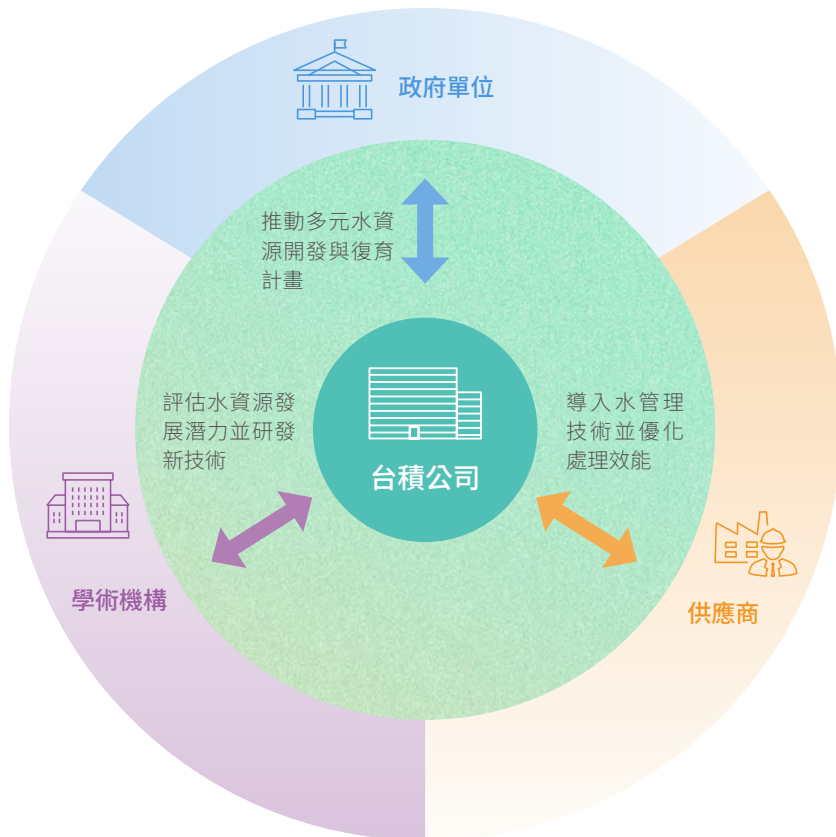 政府單位
推動多元水資
源開發與復育
計畫
評估水資源發
展潛力並研發
新技術
導入水管理
技術並優化
處理效能
台積公司
學術機構
供應商